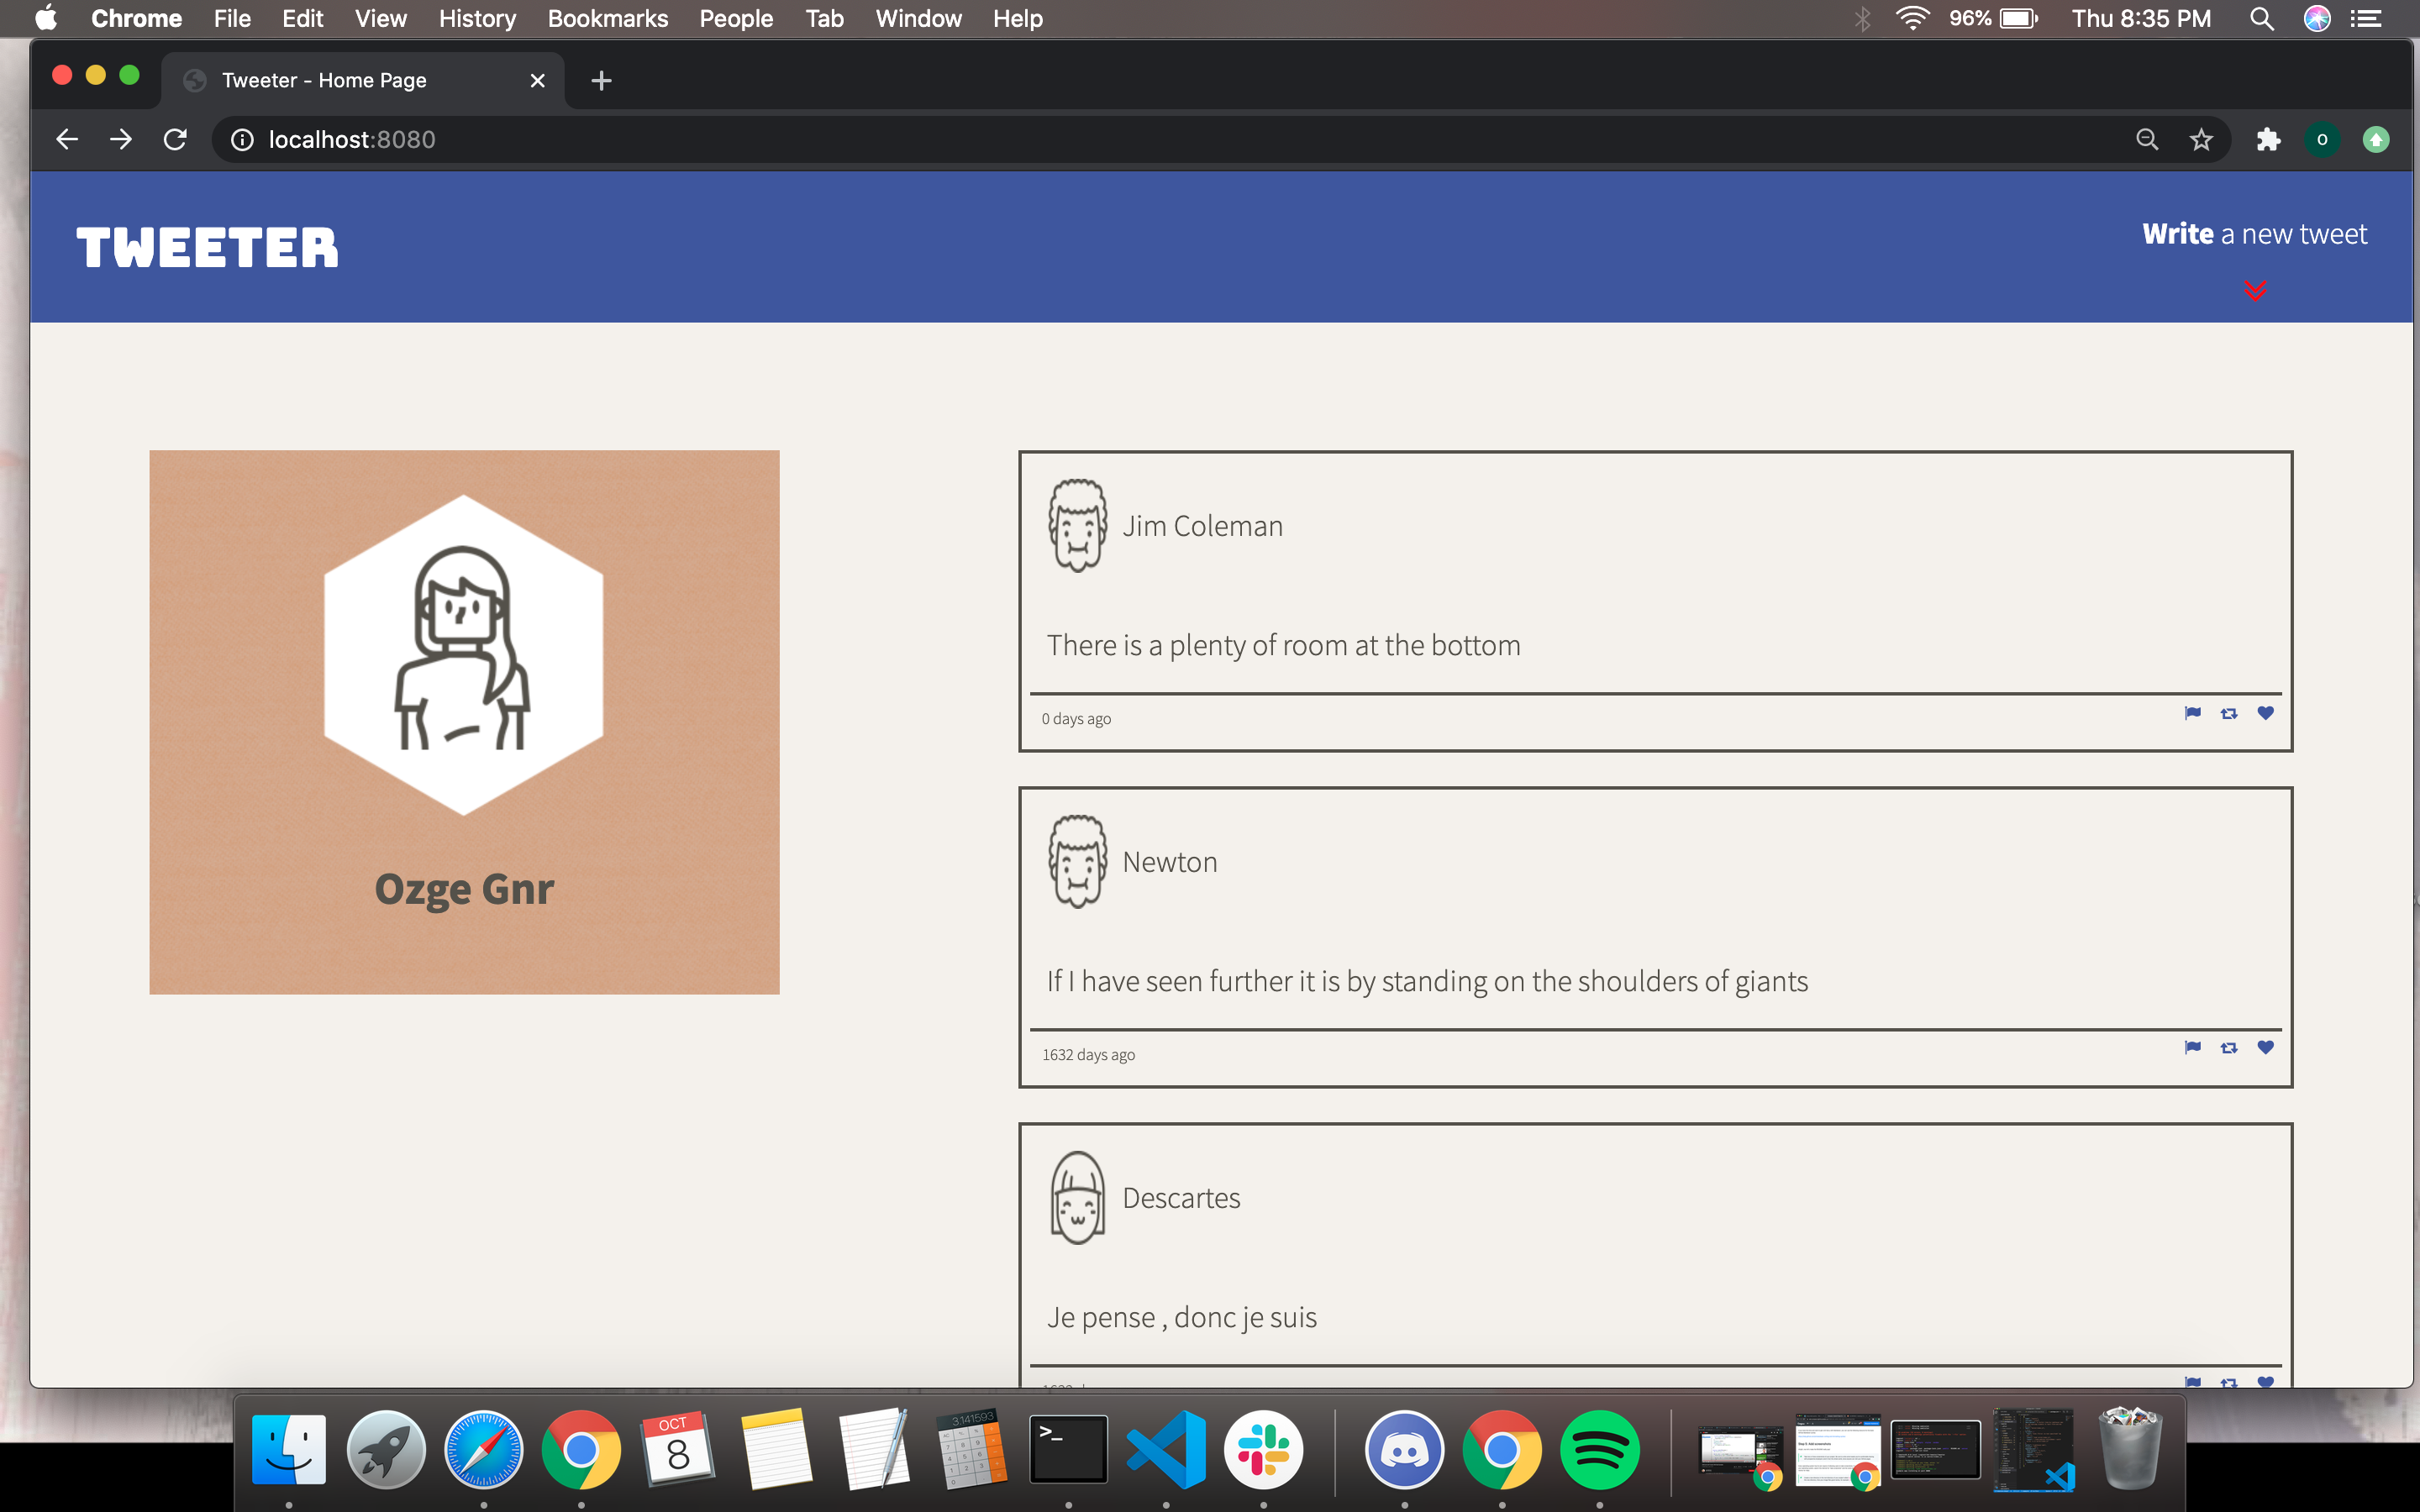 Chrome File Edit View History Bookmarks People Tab Window Help 96% Thu 8:35 PM
Tweeter - Home Page
localhost:8080
O
TWEETER
Write a new tweet
Ozge Gnr
Jim Coleman
There is a plenty of room at the bottom
0 days ago
Newton
If I have seen further it is by standing on the shoulders of giants
1632 days ago
Descartes
Je pense , donc je suis
OCT
8
3.141593
>_